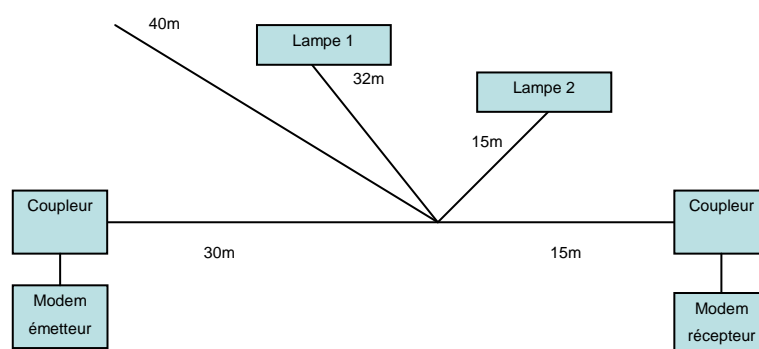 40m
Lampe 1
32m
Lampe 2
15m
Coupleur
Coupleur
30m
15m
Modem
émetteur
Modem
récepteur